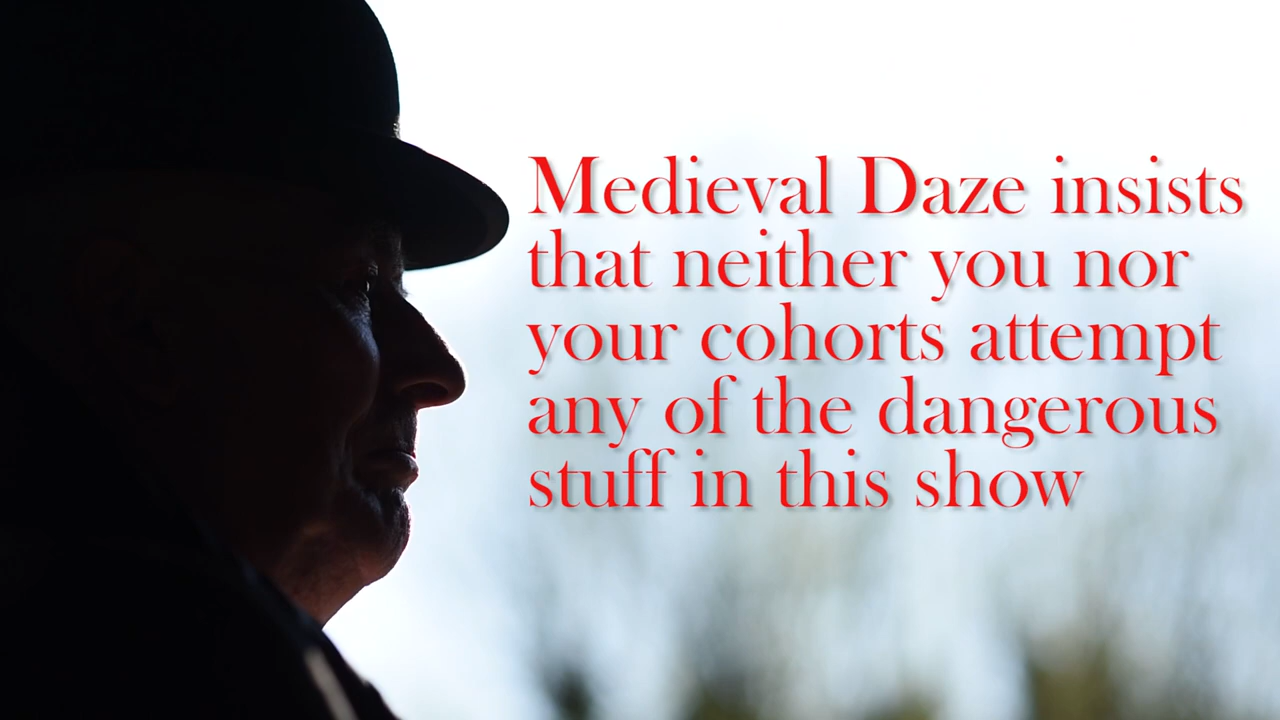 Medieval Daze insists
that neither you nor
your cohorts attempt
any of the dangerous
stuff in this show